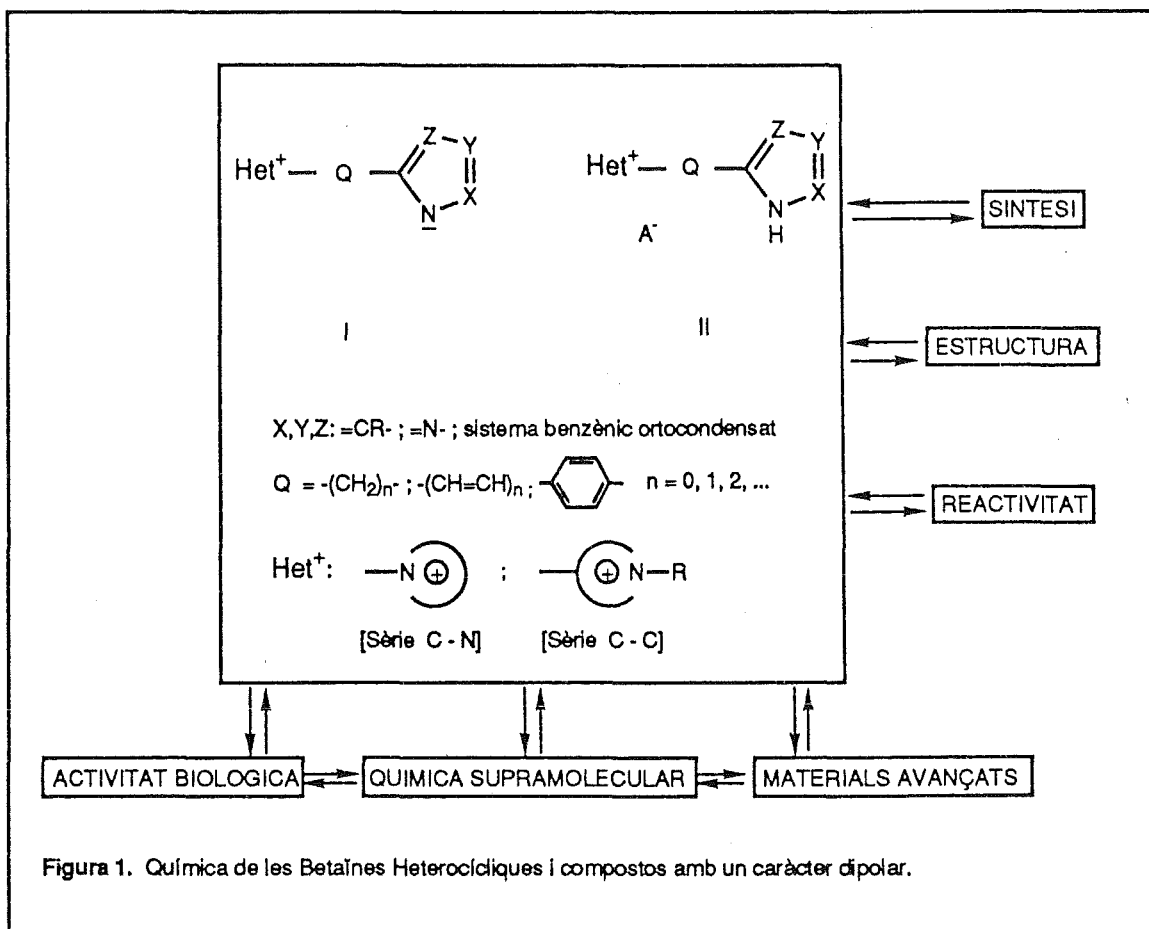 Het⁺— Q —
Z
Y
X
N
Het⁺— Q —
Z
Y
X
N
H
A⁻
SINTESI
I
II
ESTRUCTURA
X,Y,Z: =CR- ; =N- ; sistema benzènic ortocondensat
Q = -(CH₂)ₙ- ; -(CH=CH)ₙ ; n = 0, 1, 2, ...
REACTIVITAT
Het⁺: —N ⊕ ; ⊕ N—R
[Sèrie C - N] [Sèrie C - C]
ACTIVITAT BIOLOGICA QUIMICA SUPRAMOLECULAR MATERIALS AVANÇATS
Figura 1. Química de les Betaïnes Heterocícliques i compostos amb un caràcter dipolar.